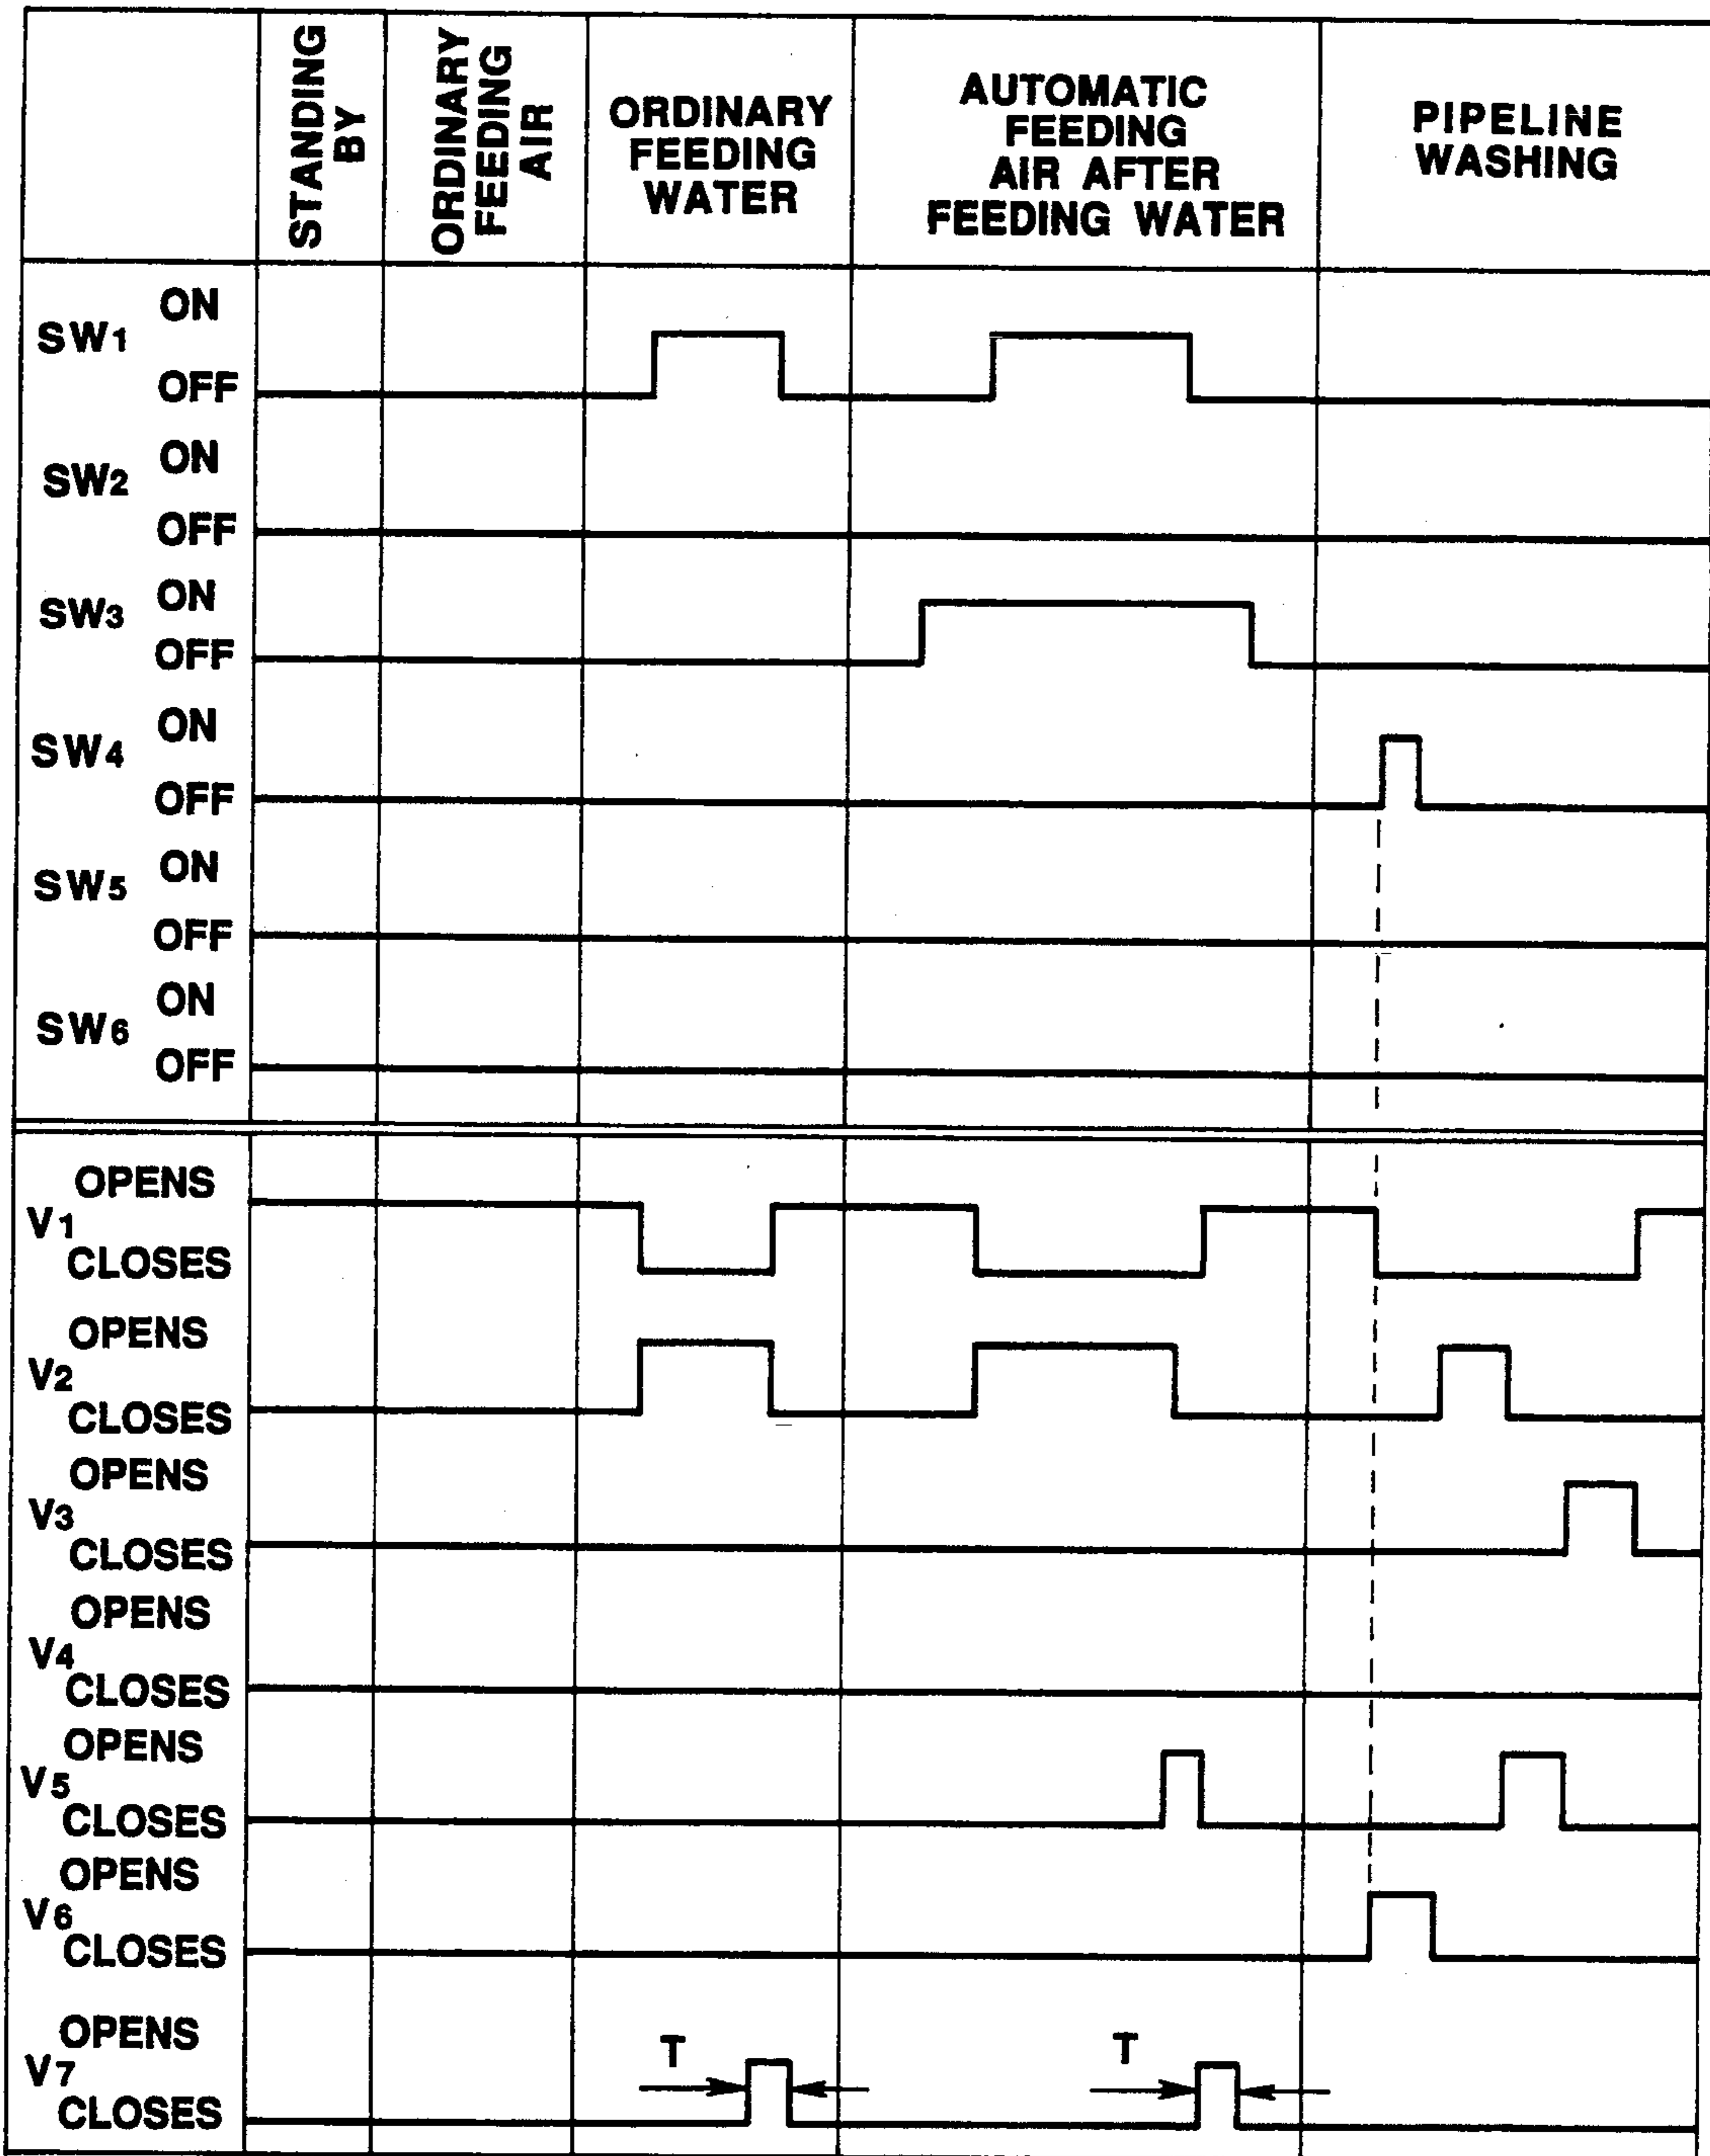 STANDING
BY
ORDINARY
FEEDING
AIR
ORDINARY
FEEDING
WATER
AUTOMATIC
FEEDING
AIR AFTER
FEEDING WATER
PIPELINE
WASHING
ON
SW1
OFF
ON
SW2
OFF
ON
SW3
OFF
ON
SW4
OFF
ON
SW5
OFF
ON
SW6
OFF
OPENS
V1
CLOSES
OPENS
V2
CLOSES
OPENS
V3
CLOSES
OPENS
V4
CLOSES
OPENS
V5
CLOSES
OPENS
V6
CLOSES
OPENS
V7
CLOSES
T
T